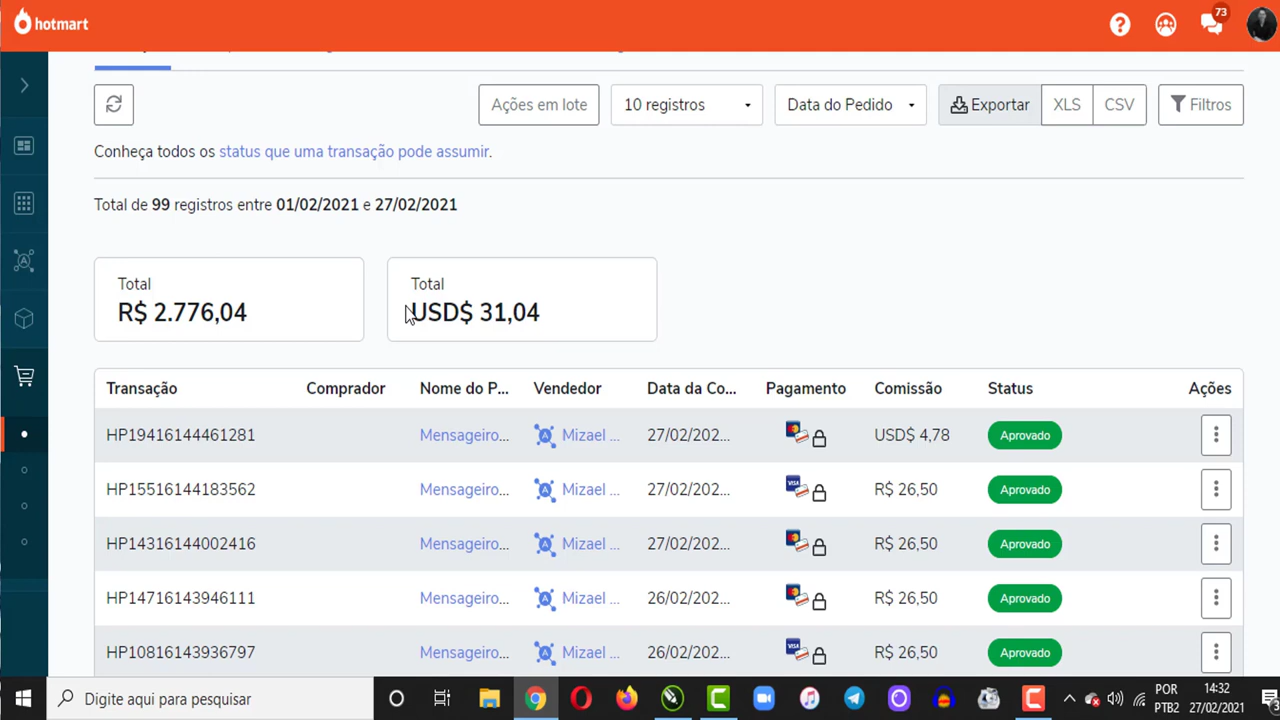 hotmart
73
Ações em lote
10 registros
Data do Pedido
Exportar
XLS
CSV
Filtros
Conheça todos os status que uma transação pode assumir.
Total de 99 registros entre 01/02/2021 e 27/02/2021
Total
R$ 2.776,04
Total
USD$ 31,04
Transação Comprador Nome do P... Vendedor Data da Co... Pagamento Comissão Status Ações
HP19416144461281 Mensageiro... Mizael ... 27/02/202... USD$ 4,78 Aprovado
HP15516144183562 Mensageiro... Mizael ... 27/02/202... VISA R$ 26,50 Aprovado
HP14316144002416 Mensageiro... Mizael ... 27/02/202... R$ 26,50 Aprovado
HP14716143946111 Mensageiro... Mizael ... 26/02/202... R$ 26,50 Aprovado
HP10816143936797 Mensageiro... Mizael ... 26/02/202... VISA R$ 26,50 Aprovado
Digite aqui para pesquisar
POR
PTB2
14:32
27/02/2021